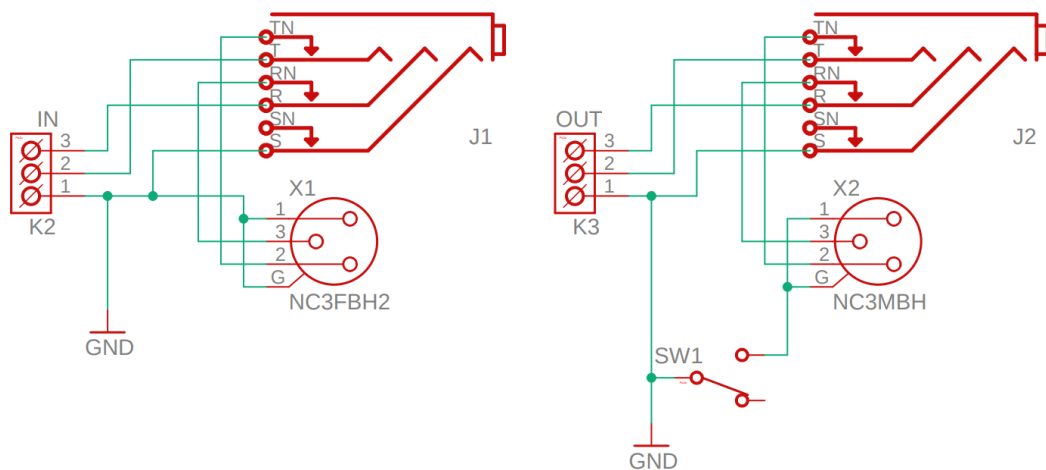 TN
T
RN
R
SN
S
J1
IN
3
2
1
K2
X1
1
3
2
G
NC3FBH2
GND
TN
T
RN
R
SN
S
J2
OUT
3
2
1
K3
X2
1
3
2
G
NC3MBH
SW1
GND